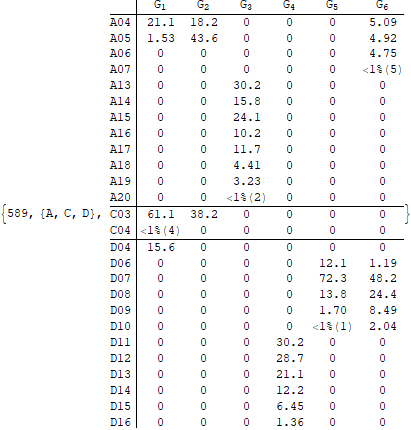 G1 G2 G3 G4 G5 G6
A04 21.1 18.2 0 0 0 5.09
A05 1.53 43.6 0 0 0 4.92
A06 0 0 0 0 0 4.75
A07 0 0 0 0 0 <1%(5)
A13 0 0 30.2 0 0 0
A14 0 0 15.8 0 0 0
A15 0 0 24.1 0 0 0
A16 0 0 10.2 0 0 0
A17 0 0 11.7 0 0 0
A18 0 0 4.41 0 0 0
A19 0 0 3.23 0 0 0
A20 0 0 <1%(2) 0 0 0
{589, {A, C, D}, C03 61.1 38.2 0 0 0 0 }
C04 <1%(4) 0 0 0 0 0
D04 15.6 0 0 0 0 0
D06 0 0 0 0 12.1 1.19
D07 0 0 0 0 72.3 48.2
D08 0 0 0 0 13.8 24.4
D09 0 0 0 0 1.70 8.49
D10 0 0 0 0 <1%(1) 2.04
D11 0 0 0 30.2 0 0
D12 0 0 0 28.7 0 0
D13 0 0 0 21.1 0 0
D14 0 0 0 12.2 0 0
D15 0 0 0 6.45 0 0
D16 0 0 0 1.36 0 0